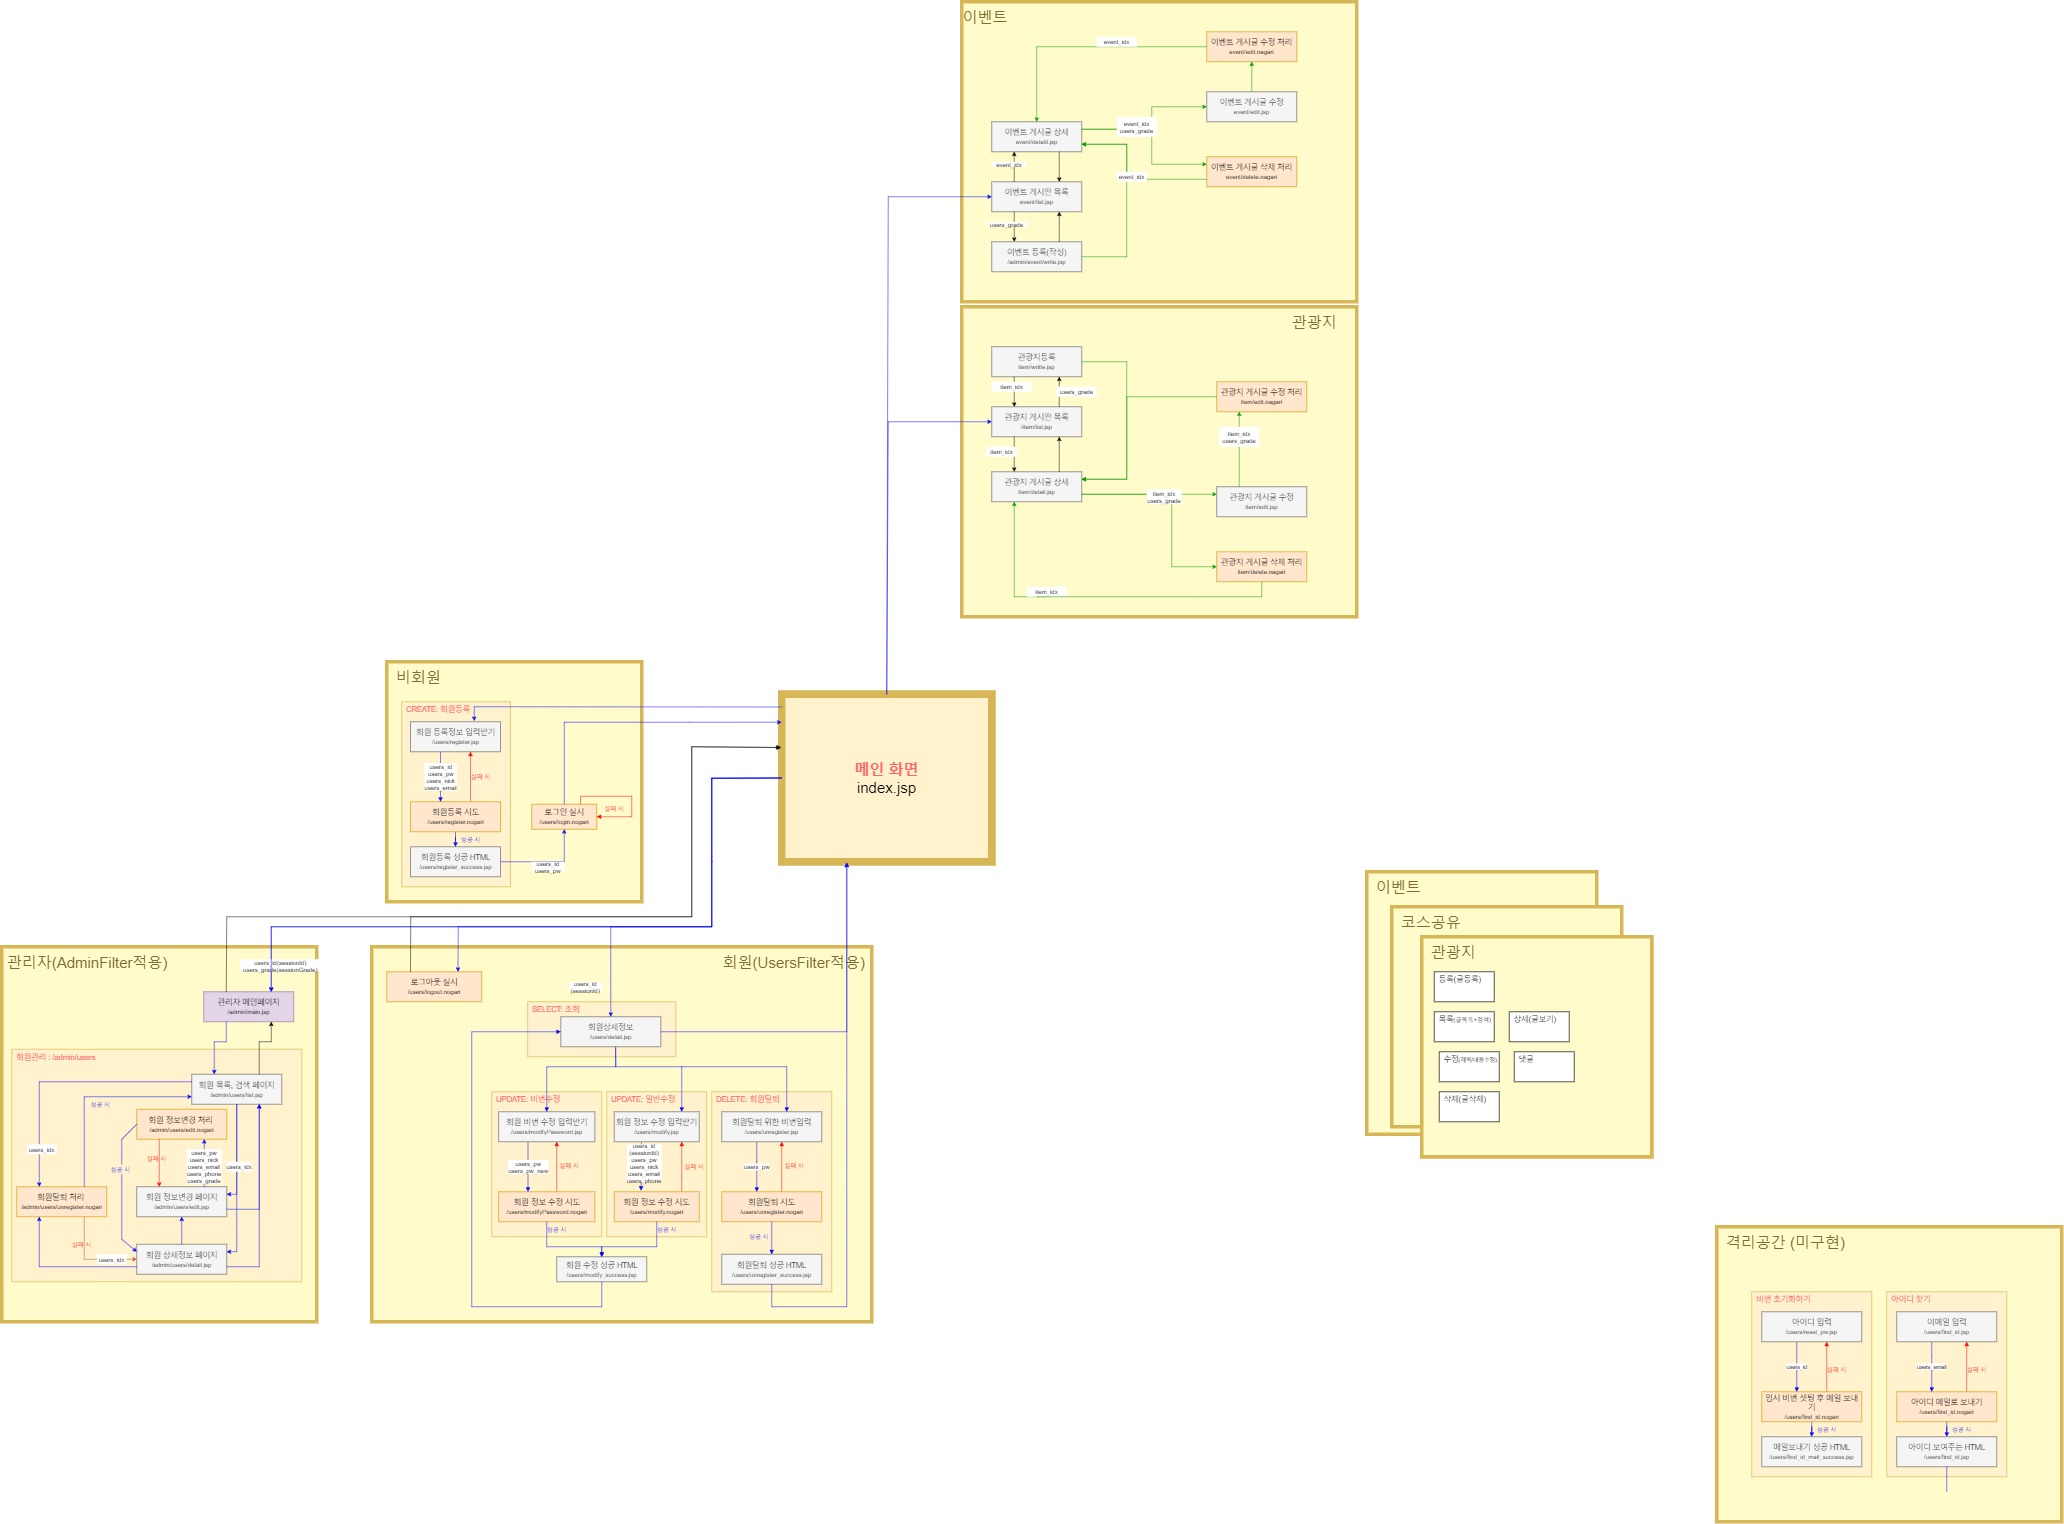 이벤트
이벤트 게시글 수정 처리
event/edit.nagari
event_idx
이벤트 게시글 수정
event/edit.jsp
이벤트 게시글 상세
event/detatil.jsp
event_idx
users_grade
이벤트 게시글 삭제 처리
event/delete.nagari
event_idx
event_idx
이벤트 게시판 목록
event/list.jsp
users_grade
이벤트 등록(작성)
/admin/event/write.jsp
관광지
관광지등록
item/write.jsp
item_idx
users_grade
관광지 게시글 수정 처리
item/edit.nagari
관광지 게시판 목록
/item/list.jsp
item_idx
users_grade
item_idx
관광지 게시글 상세
item/detail.jsp
item_idx
users_grade
관광지 게시글 수정
item/edit.jsp
관광지 게시글 삭제 처리
item/delete.nagari
item_idx
비회원
CREATE: 회원등록
회원 등록정보 입력받기
/users/register.jsp
users_id
users_pw
users_nick
users_email
실패 시
회원등록 시도
/users/register.nogari
성공 시
회원등록 성공 HTML
/users/register_success.jsp
로그인 실시
/users/login.nogari
실패 시
users_id
users_pw
메인 화면
index.jsp
관리자(AdminFilter적용)
users_id(sessionId)
users_grade(sessionGrade)
관리자 메인페이지
/admin/main.jsp
회원관리 : /admin/users
회원 목록, 검색 페이지
/admin/users/list.jsp
성공 시
회원 정보변경 처리
/admin/users/edit.nogari
users_idx
실패 시
성공 시
users_pw
users_nick
users_email
users_phone
users_grade
users_idx
회원탈퇴 처리
/admin/users/unregister.nogari
회원 정보변경 페이지
/admin/users/edit.jsp
실패 시
users_idx
회원 상세정보 페이지
/admin/users/detail.jsp
회원(UsersFilter적용)
로그아웃 실시
/users/logout.nogari
users_id
(sessionId)
SELECT: 조회
회원상세정보
/users/detail.jsp
UPDATE: 비번수정
회원 비번 수정 입력받기
/users/modifyPassword.jsp
users_pw
users_pw_new
실패 시
회원 정보 수정 시도
/users/modifyPassword.nogari
성공 시
UPDATE: 일반수정
회원 정보 수정 입력받기
/users/modify.jsp
users_id
(sessionId)
users_pw
users_nick
users_email
users_phone
실패 시
회원 정보 수정 시도
/users/modify.nogari
성공 시
회원 수정 성공 HTML
/users/modify_success.jsp
DELETE: 회원탈퇴
회원탈퇴 위한 비번입력
/users/unregister.jsp
users_pw
실패 시
회원탈퇴 시도
/users/unregister.nogari
성공 시
회원탈퇴 성공 HTML
/users/unregister_success.jsp
이벤트
코스공유
관광지
등록(글등록)
목록(글목록+검색)
상세(글보기)
수정(제목/내용수정)
댓글
삭제(글삭제)
격리공간 (미구현)
비번 초기화하기
아이디 입력
/users/reset_pw.jsp
users_id
실패 시
임시 비번 셋팅 후 메일 보내
기
/users/find_id.nogari
성공 시
메일보내기 성공 HTML
/users/find_id_mail_success.jsp
아이디 찾기
이메일 입력
/users/find_id.jsp
users_email
실패 시
아이디 메일로 보내기
/users/find_id.nogari
성공 시
아이디 보여주는 HTML
/users/find_id.jsp